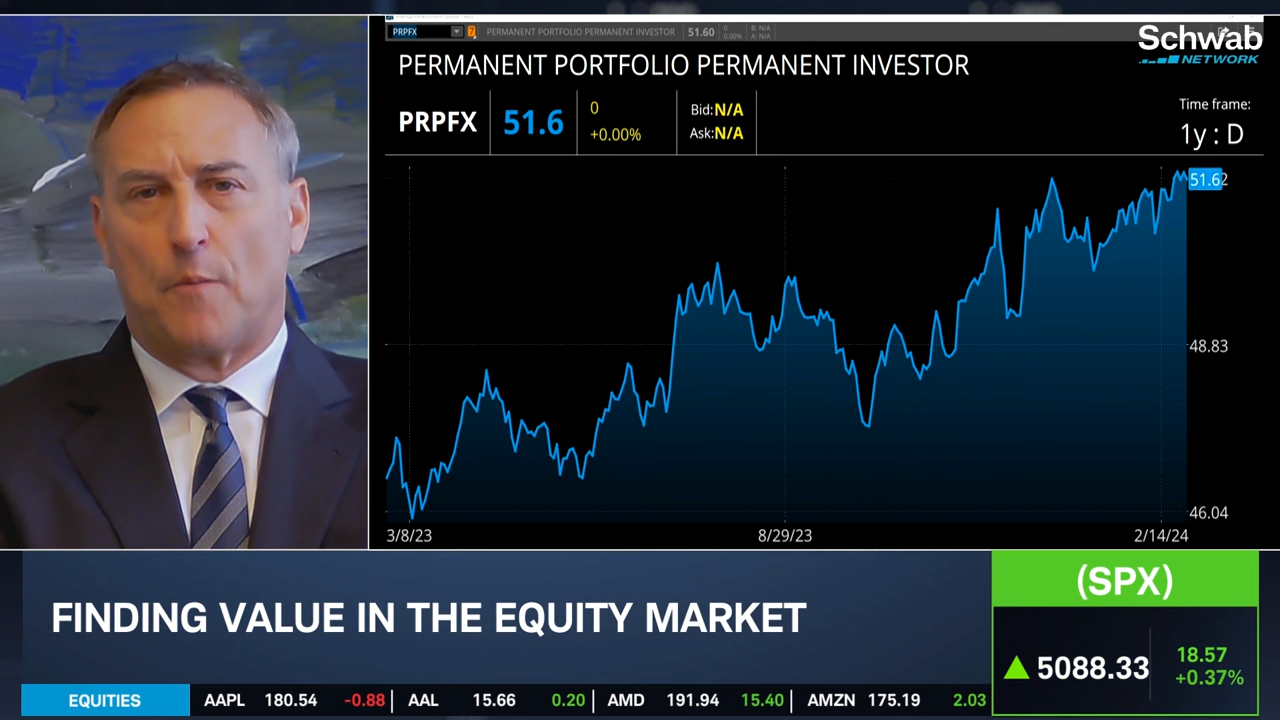 PRPFX
PERMANENT PORTFOLIO PERMANENT INVESTOR
51.60
0
0.00%
B: N/A
A: N/A
Schwab
NETWORK
PERMANENT PORTFOLIO PERMANENT INVESTOR
PRPFX
51.6
0
+0.00%
Bid:N/A
Ask:N/A
Time frame:
1y : D
51.62
48.83
46.04
3/8/23
8/29/23
2/14/24
FINDING VALUE IN THE EQUITY MARKET
(SPX)
5088.33
18.57
+0.37%
EQUITIES
AAPL 180.54 -0.88
AAL 15.66 0.20
AMD 191.94 15.40
AMZN 175.19 2.03